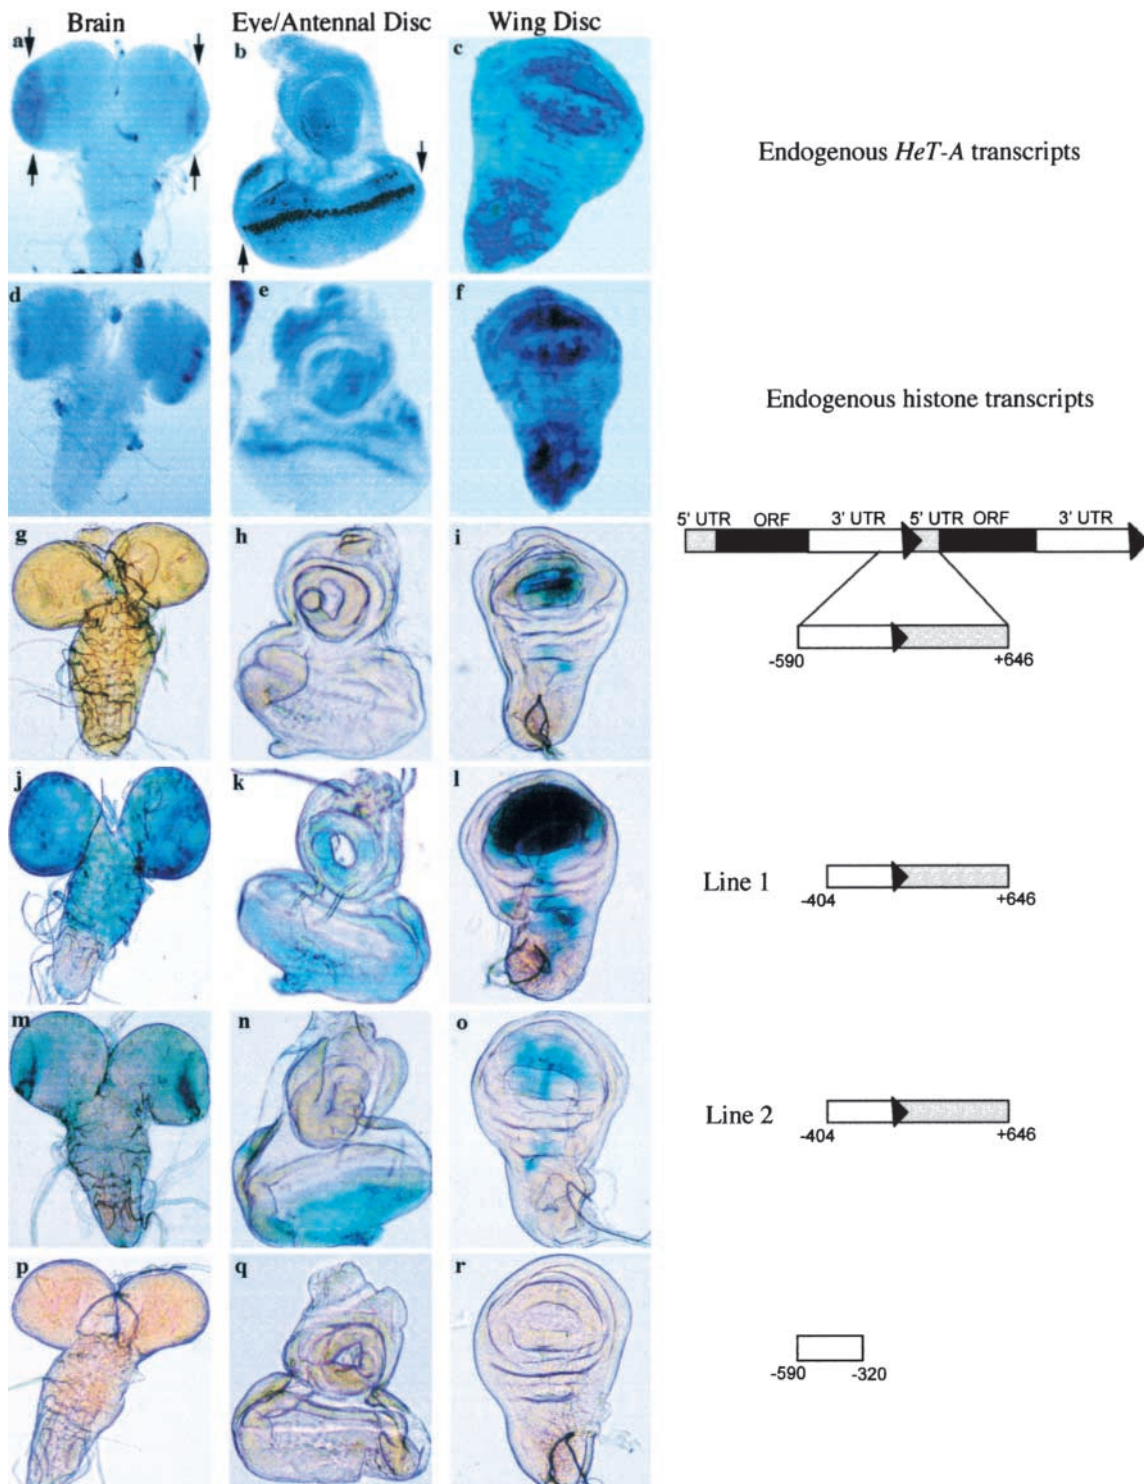 Brain Eye/Antennal Disc Wing Disc
a b c
Endogenous HeT-A transcripts
d e f
Endogenous histone transcripts
5' UTR ORF 3' UTR 5' UTR ORF 3' UTR
g h i
-590 +646
j k l
Line 1
-404 +646
m n o
Line 2
-404 +646
p q r
-590 -320